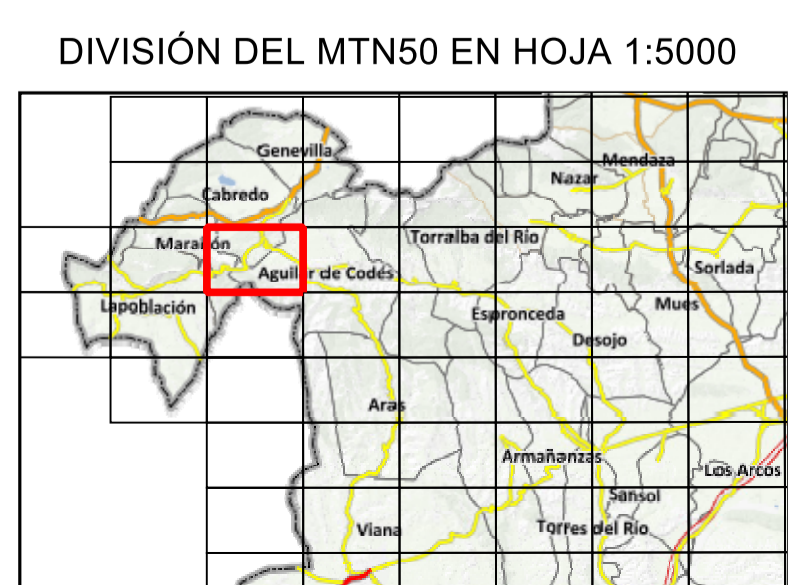 DIVISIÓN DEL MTN50 EN HOJA 1:5000
Genevilla
Mendaza
Nazar
Cabredo
Marañón
Torralba del Río
Aguilar de Codés
Sorlada
Lapoblación
Mues
Espronceda
Desojo
Aras
Armañanzas
Los Arcos
Sansol
Viana
Torres del Río